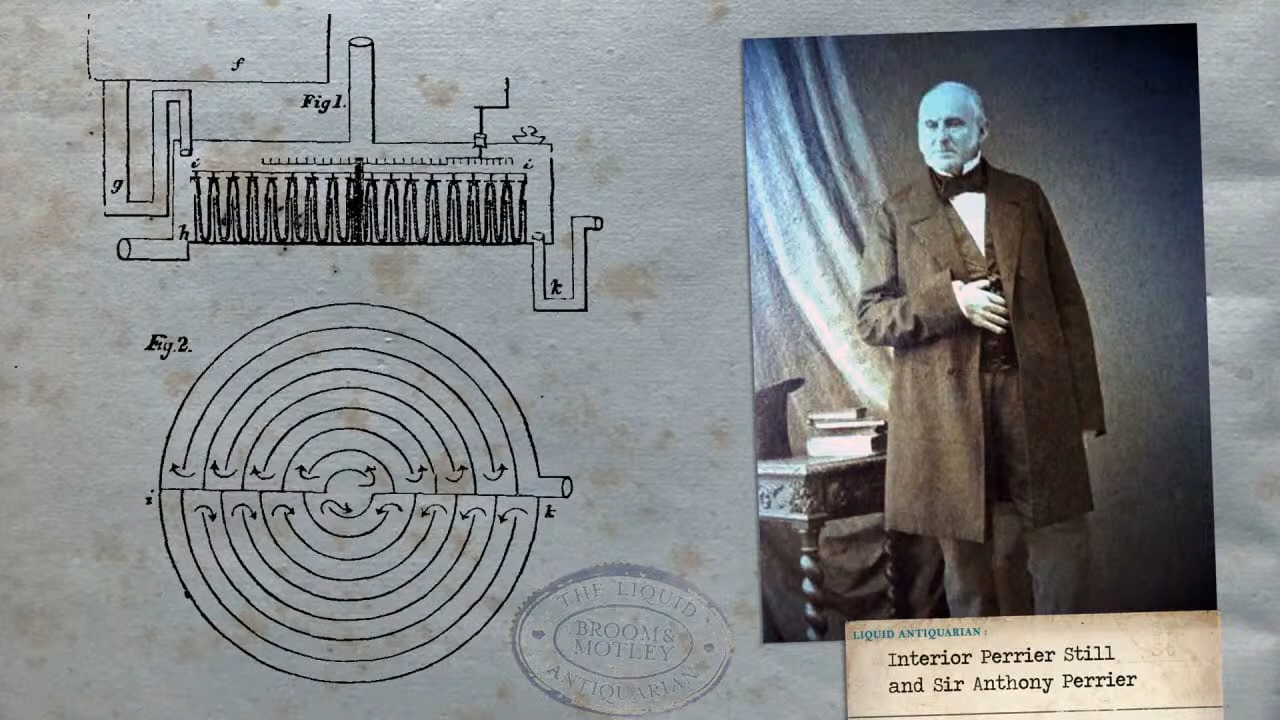 f
Fig 1.
i
i
g
h
k
Fig. 2.
i
k
THE LIQUID
BROOM &
MOTLEY
ANTIQUARIAN
LIQUID ANTIQUARIAN :
Interior Perrier Still
and Sir Anthony Perrier